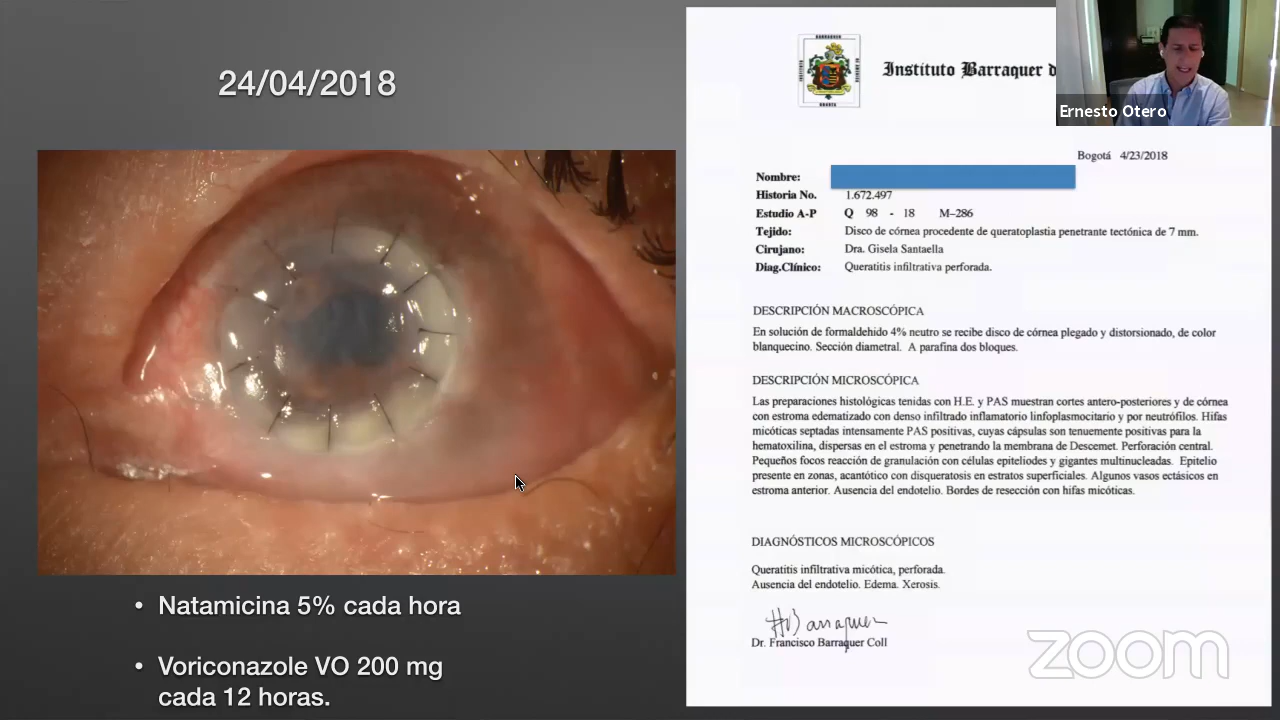 24/04/2018
Natamicina 5% cada hora
Voriconazole VO 200 mg
cada 12 horas.
Instituto Barraquer d
Ernesto Otero
Bogotá 4/23/2018
Nombre:
Historia No. 1.672.497
Estudio A-P Q 98 - 18 M–286
Tejido: Disco de córnea procedente de queratoplastia penetrante tectónica de 7 mm.
Cirujano: Dra. Gisela Santaella
Diag.Clínico: Queratitis infiltrativa perforada.
DESCRIPCIÓN MACROSCÓPICA
En solución de formaldehido 4% neutro se recibe disco de córnea plegado y distorsionado, de color
blanquecino. Sección diametral. A parafina dos bloques.
DESCRIPCIÓN MICROSCÓPICA
Las preparaciones histológicas tenidas con H.E. y PAS muestran cortes antero-posteriores y de córnea
con estroma edematizado con denso infiltrado inflamatorio linfoplasmocitario y por neutrófilos. Hifas
micóticas septadas intensamente PAS positivas, cuyas cápsulas son tenuemente positivas para la
hematoxilina, dispersas en el estroma y penetrando la membrana de Descemet. Perforación central.
Pequeños focos reacción de granulación con células epiteliodes y gigantes multinucleadas. Epitelio
presente en zonas, acantótico con disqueratosis en estratos superficiales. Algunos vasos ectásicos en
estroma anterior. Ausencia del endotelio. Bordes de resección con hifas micóticas.
DIAGNÓSTICOS MICROSCÓPICOS
Queratitis infiltrativa micótica, perforada.
Ausencia del endotelio. Edema. Xerosis.
Dr. Francisco Barraquer Coll
zoom